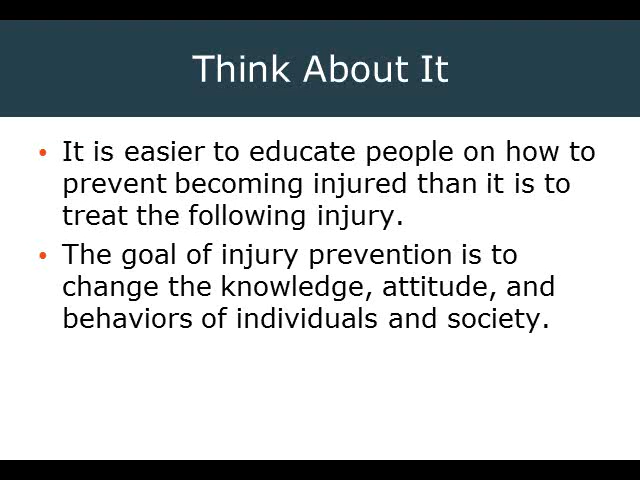 Think About It
• It is easier to educate people on how to
prevent becoming injured than it is to
treat the following injury.
• The goal of injury prevention is to
change the knowledge, attitude, and
behaviors of individuals and society.